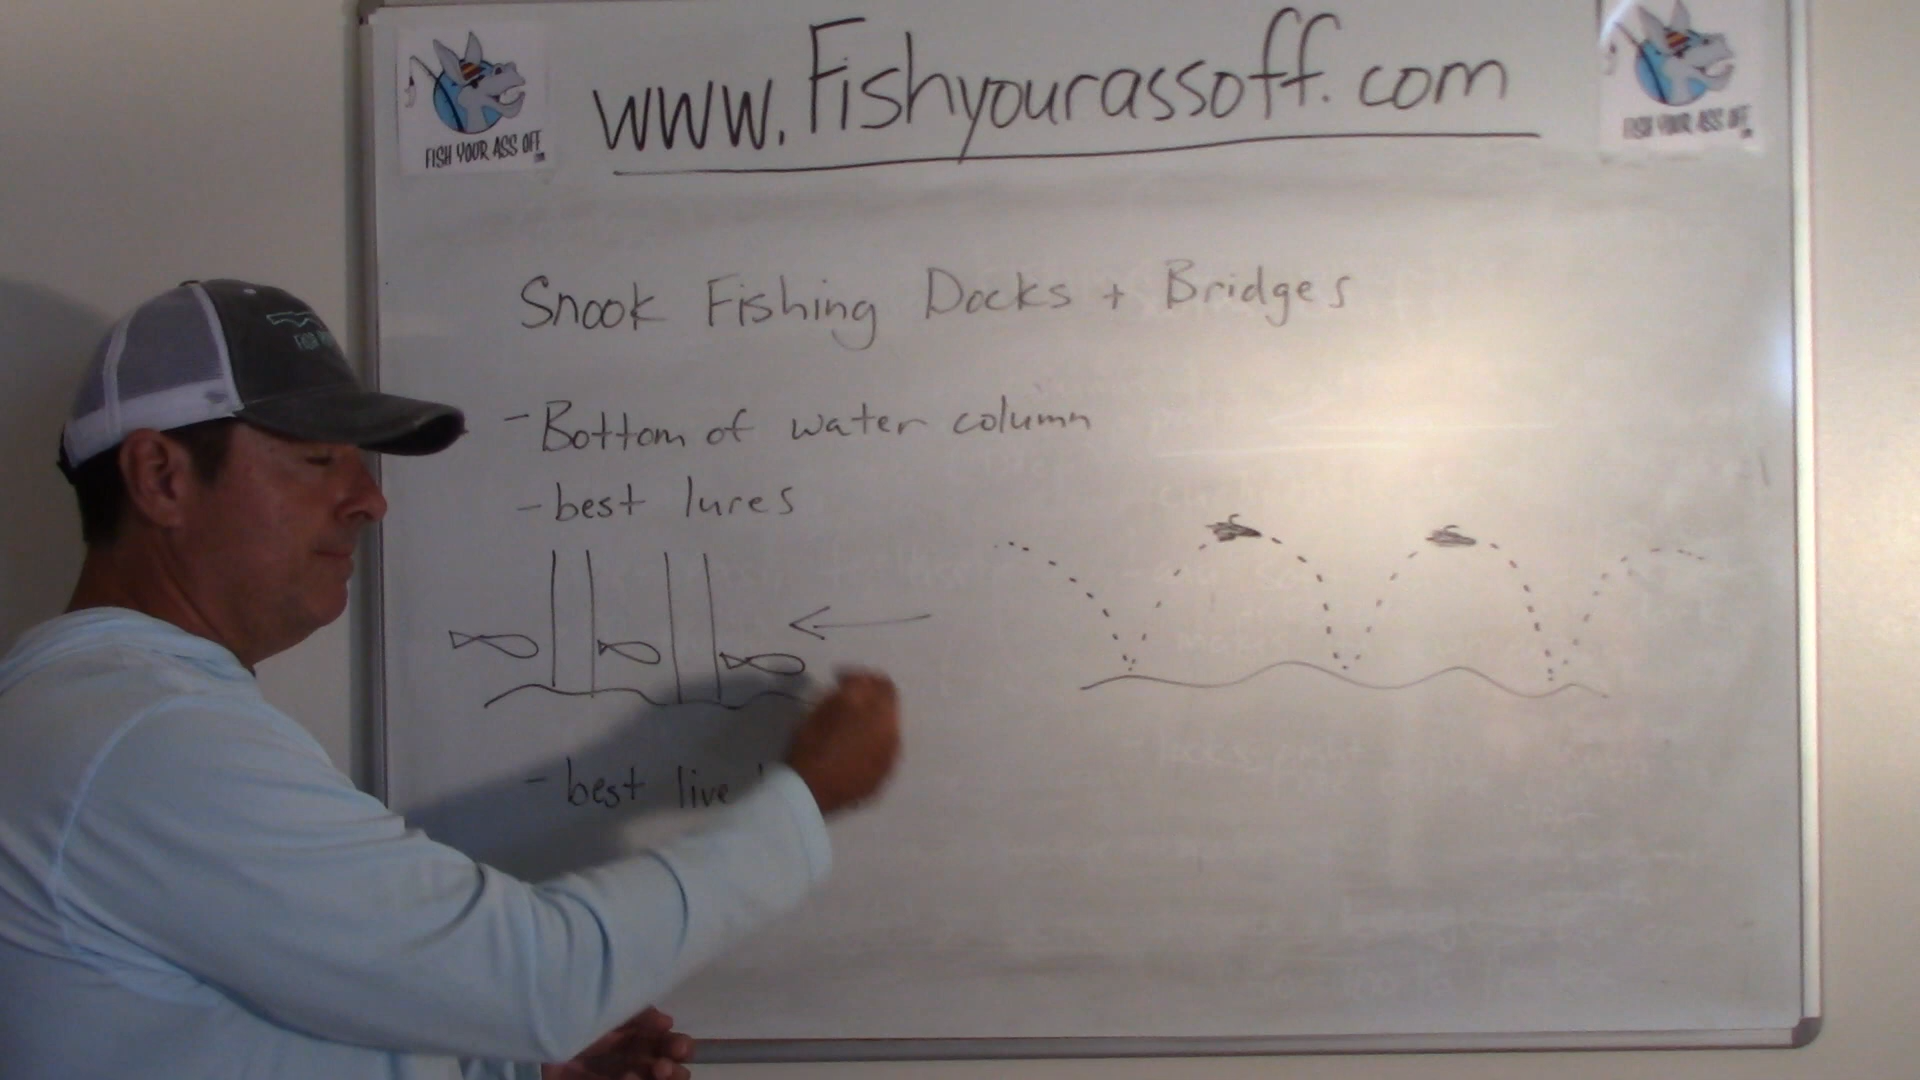 www.Fishyourassoff.com
FISH YOUR ASS OFF
.COM
FISH YOUR ASS OFF
Snook Fishing Docks + Bridges
- Bottom of water column
- best lures
- best live